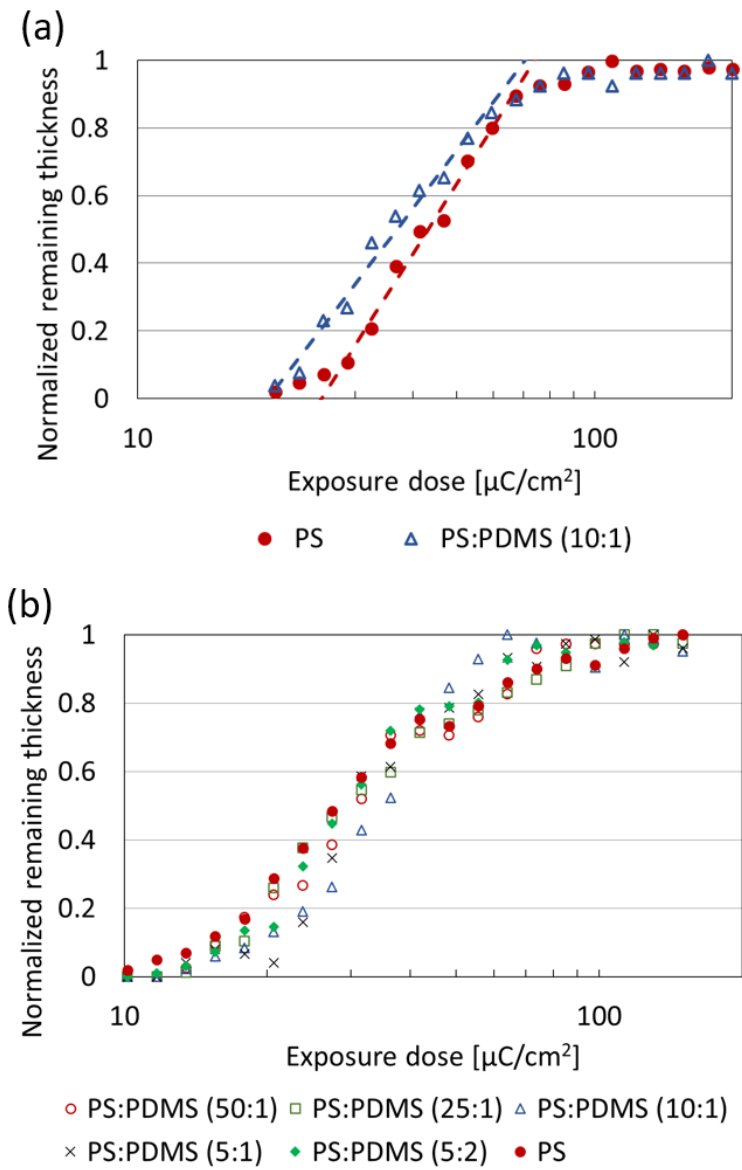 (a)
Normalized remaining thickness
1
0.8
0.6
0.4
0.2
0
10 100
Exposure dose [µC/cm²]
PS PS:PDMS (10:1)
(b)
Normalized remaining thickness
1
0.8
0.6
0.4
0.2
0
10 100
Exposure dose [µC/cm²]
PS:PDMS (50:1) PS:PDMS (25:1) PS:PDMS (10:1)
PS:PDMS (5:1) PS:PDMS (5:2) PS